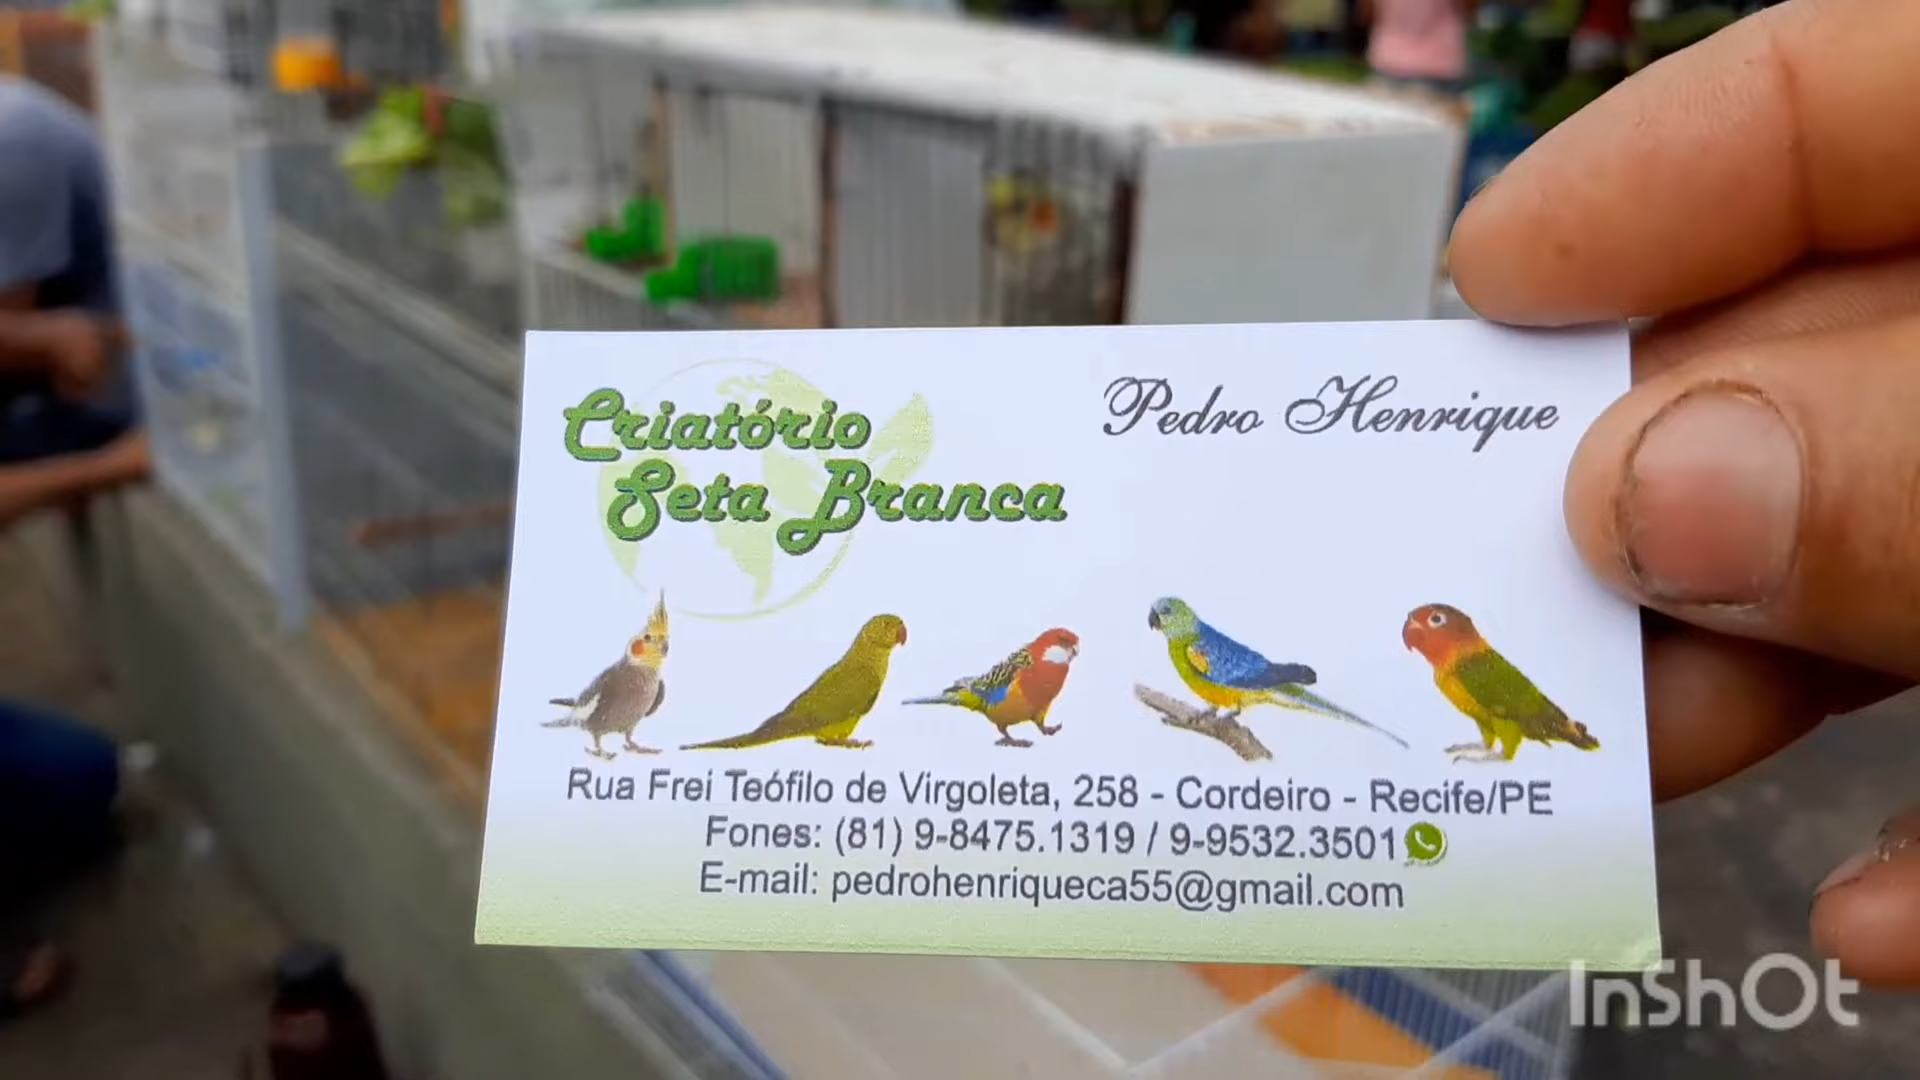 Criatório
Seta Branca
Pedro Henrique
Rua Frei Teófilo de Virgoleta, 258 - Cordeiro - Recife/PE
Fones: (81) 9-8475.1319 / 9-9532.3501
E-mail: pedrohenriqueca55@gmail.com
InShOt